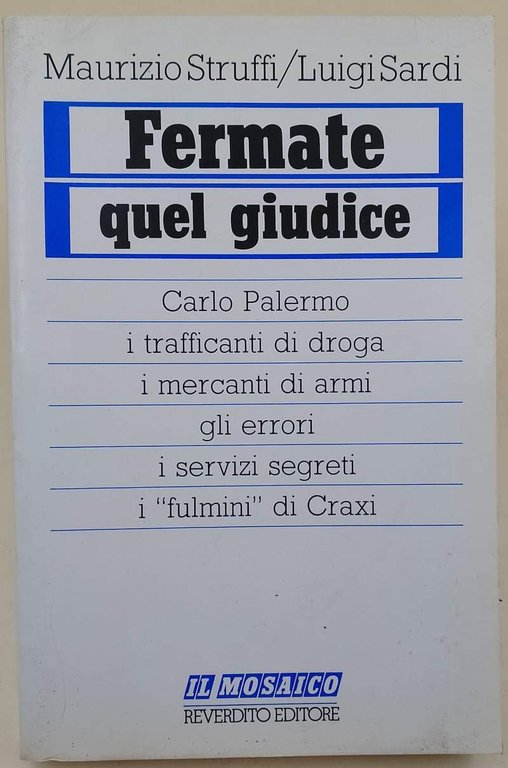 Maurizio Struffi/Luigi Sardi
Fermate
quel giudice
Carlo Palermo
i trafficanti di droga
i mercanti di armi
gli errori
i servizi segreti
i "fulmini" di Craxi
IL MOSAICO
REVERDITO EDITORE